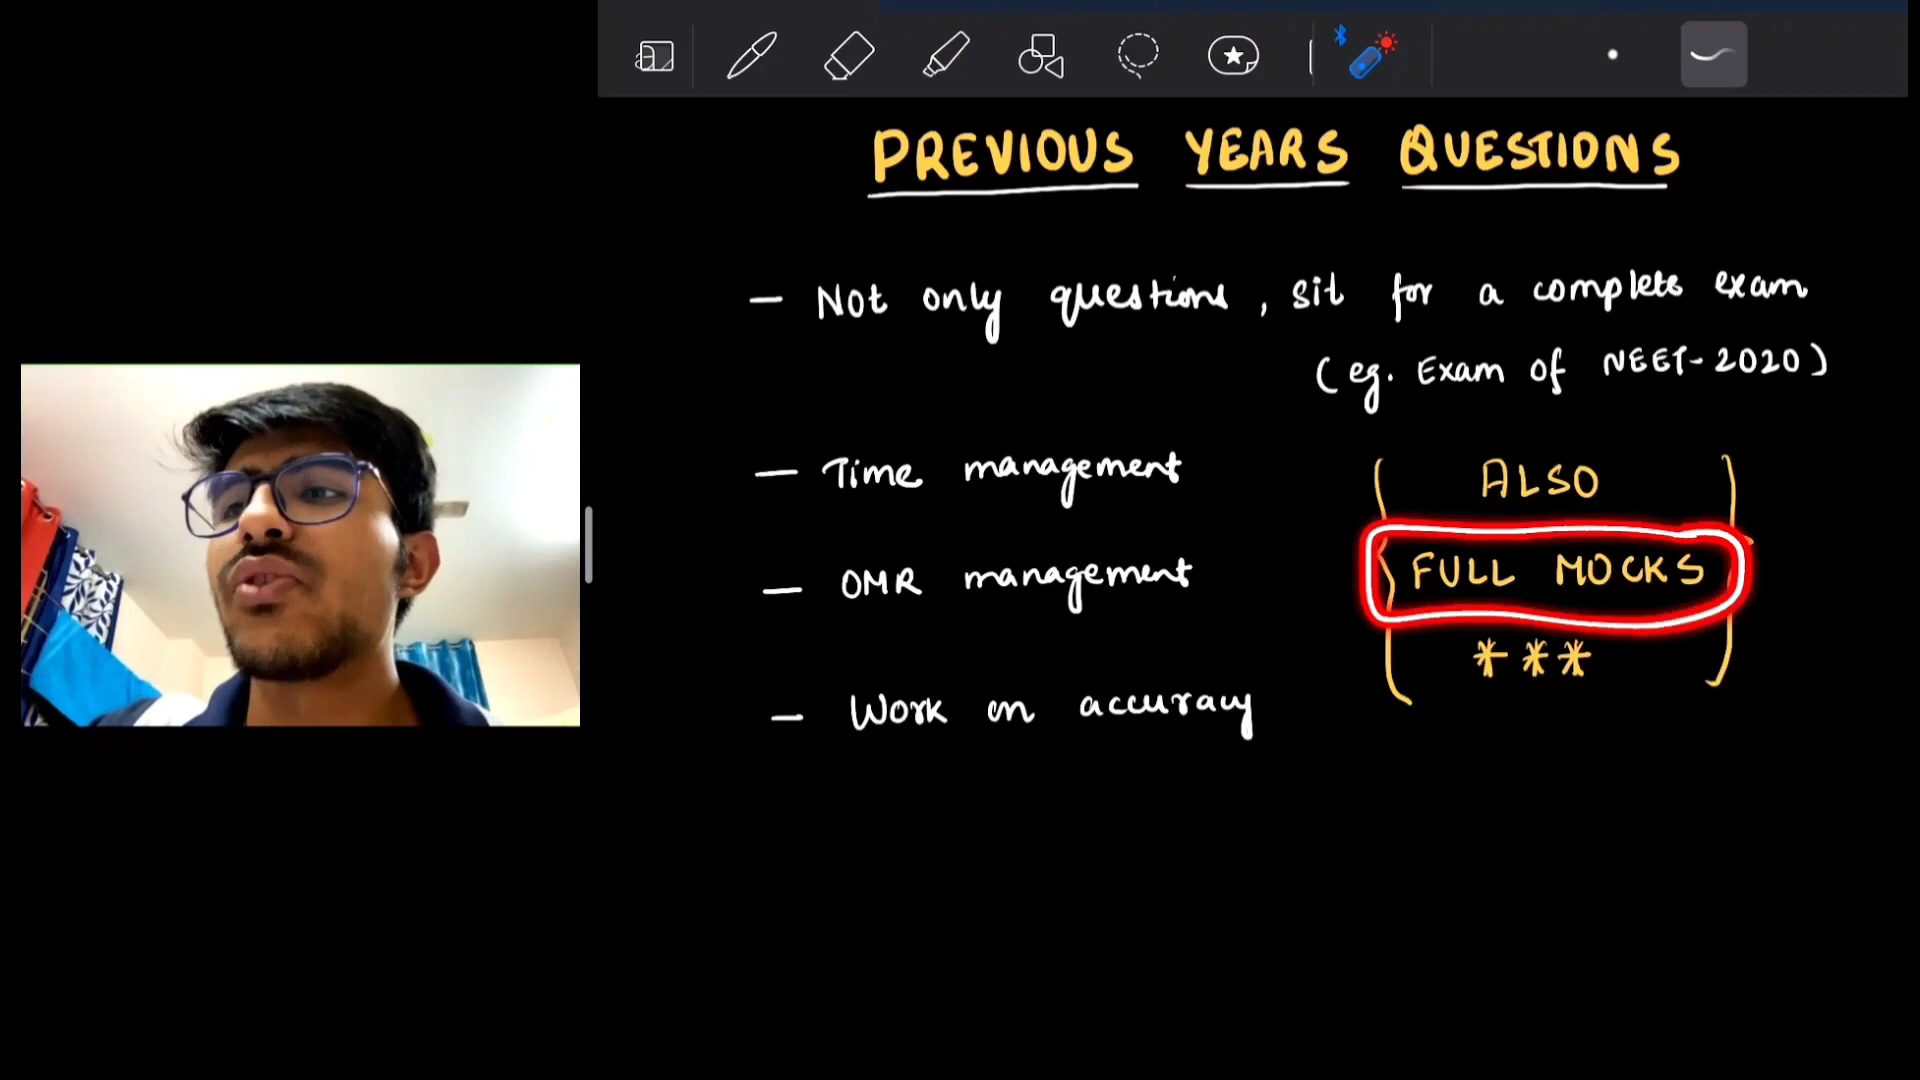 PREVIOUS YEARS QUESTIONS
— Not only questions, sit for a complete exam
(eg. Exam of NEET-2020)
— Time management
— OMR management
— Work on accuracy
ALSO
FULL MOCKS
***